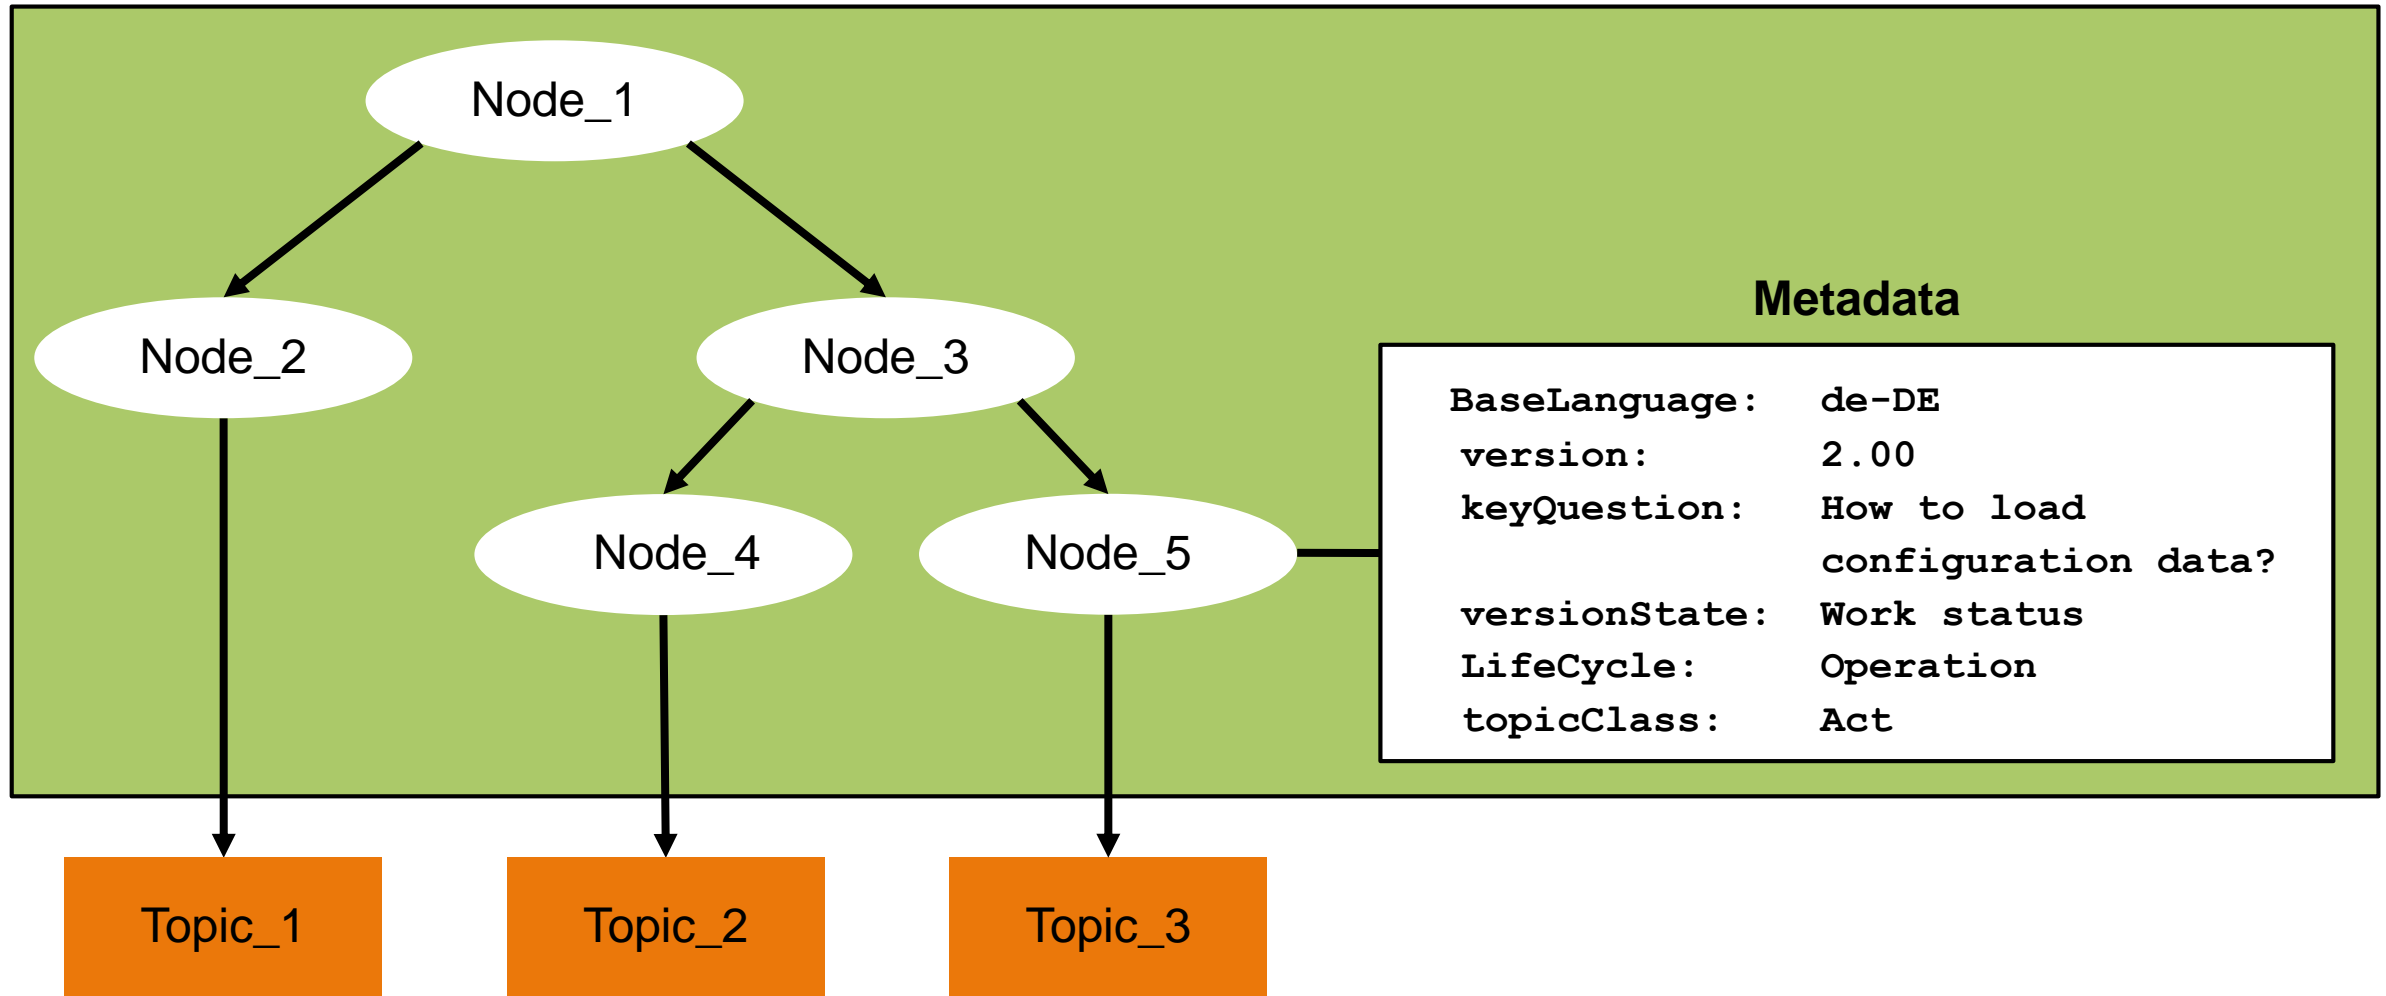 Node_1
Node_2
Node_3
Metadata
BaseLanguage: de-DE
version: 2.00
keyQuestion: How to load
configuration data?
versionState: Work status
LifeCycle: Operation
topicClass: Act
Node_4
Node_5
Topic_1
Topic_2
Topic_3